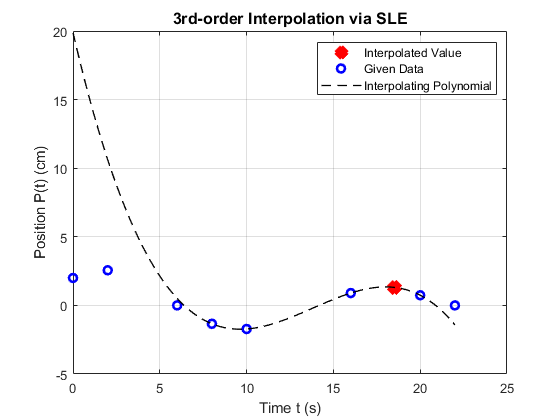 3rd-order Interpolation via SLE
Interpolated Value
Given Data
Interpolating Polynomial
20
15
10
5
0
-5
Position P(t) (cm)
0
5
10
15
20
25
Time t (s)